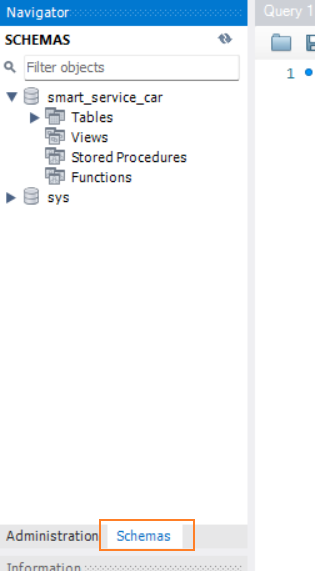 Navigator
Query 1
SCHEMAS
Filter objects
1
smart_service_car
Tables
Views
Stored Procedures
Functions
sys
Administration Schemas
Information